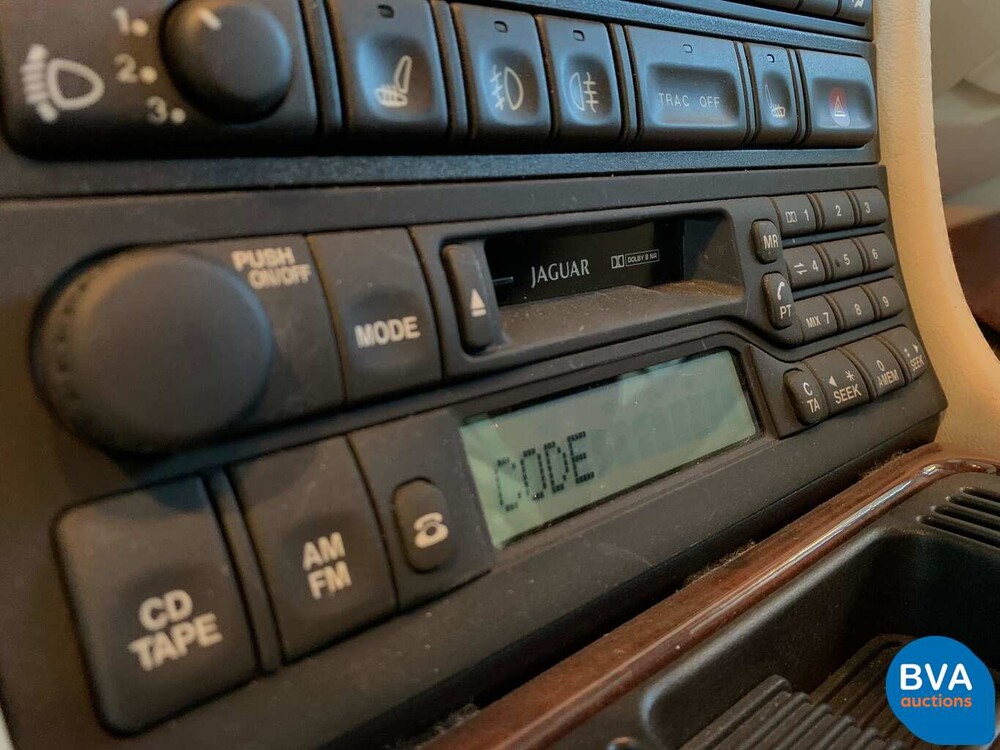 1
2
3
TRAC OFF
PUSH
ON/OFF
MODE
JAGUAR
DOLBY B NR
MR
1
2
3
4
5
6
PT
MIX 7
8
9
C
TA
*
SEEK
0
AMEM
SEEK
CODE
CD
TAPE
AM
FM
BVA
auctions